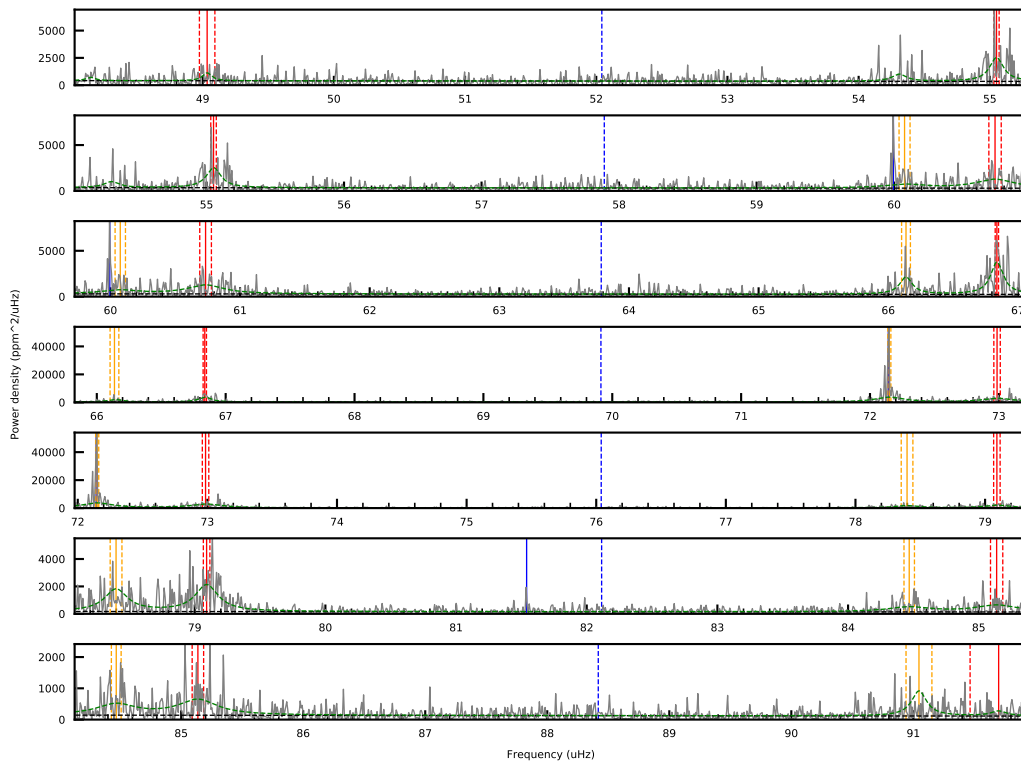 5000
2500
0
49 50 51 52 53 54 55
5000
0
55 56 57 58 59 60
5000
0
60 61 62 63 64 65 66 67
Power density (ppm^2/uHz)
40000
20000
0
66 67 68 69 70 71 72 73
40000
20000
0
72 73 74 75 76 77 78 79
4000
2000
0
79 80 81 82 83 84 85
2000
1000
0
85 86 87 88 89 90 91
Frequency (uHz)